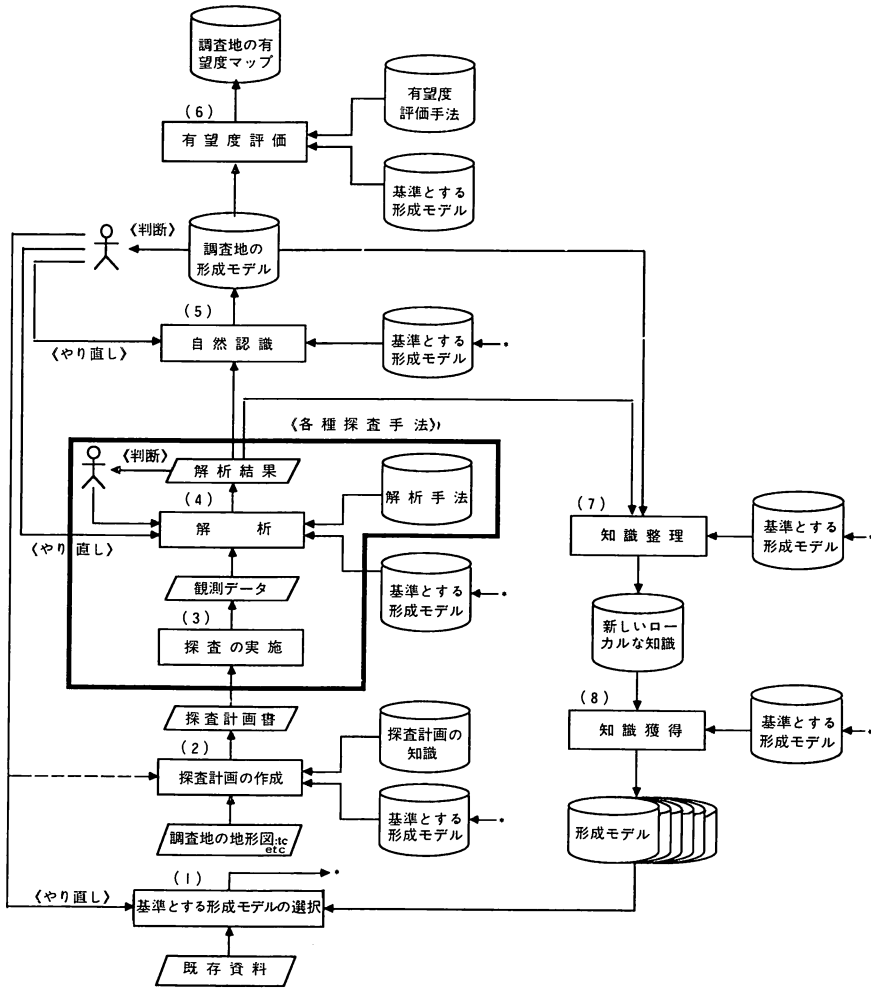 調査地の有
望度マップ
(6)
有望度評価
有望度
評価手法
基準とする
形成モデル
《判断》
調査地の
形成モデル
(5)
自然認識
《やり直し》
基準とする
形成モデル
《各種探査手法》
《判断》
解析結果
(4)
解析
解析手法
《やり直し》
観測データ
基準とする
形成モデル
(3)
探査の実施
(7)
知識整理
基準とする
形成モデル
新しいロー
カルな知識
探査計画書
(2)
探査計画の作成
探査計画の
知識
基準とする
形成モデル
調査地の地形図
etc
(8)
知識獲得
基準とする
形成モデル
形成モデル
(1)
《やり直し》
基準とする形成モデルの選択
既存資料